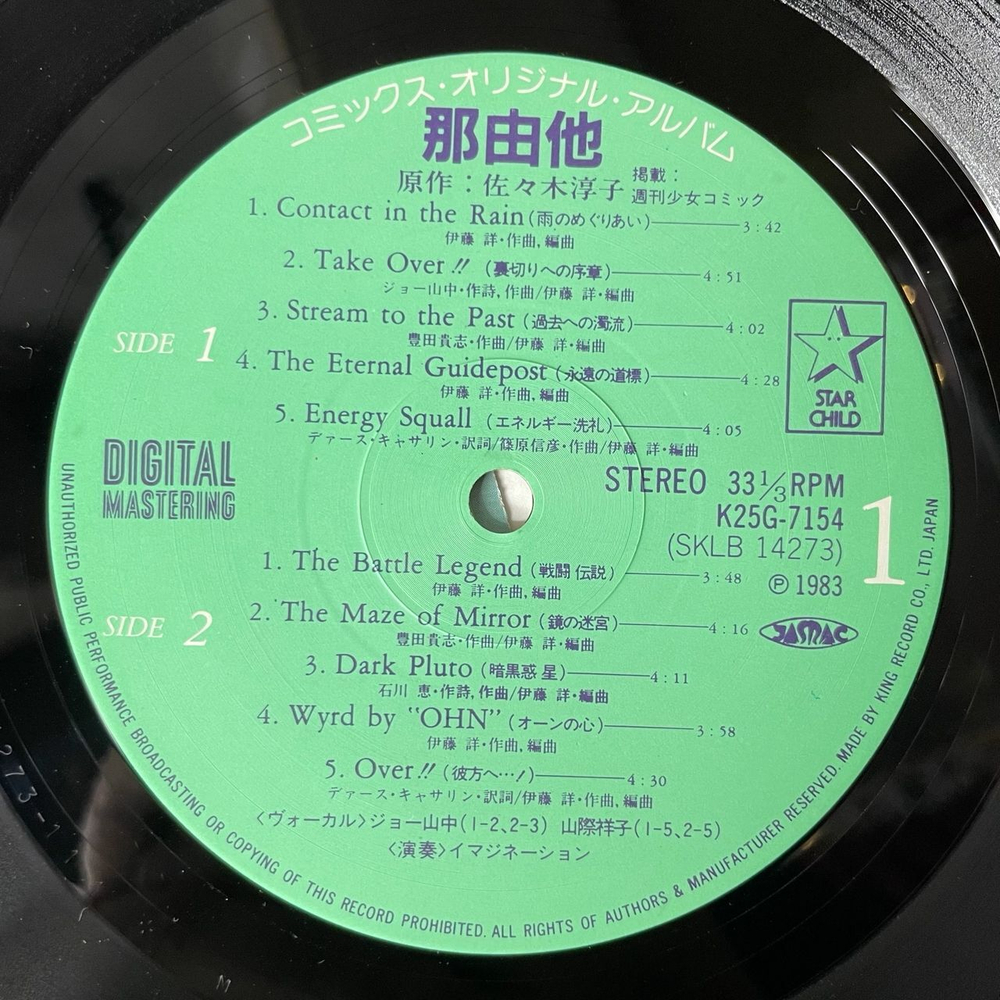 コミックス・オリジナル・アルバム
那由他
原作：佐々木淳子 掲載：週刊少女コミック
SIDE 1
1. Contact in the Rain (雨のめぐりあい) 3:42
伊藤 詳・作曲,編曲
2. Take Over!! (裏切りへの序章) 4:51
ジョー山中・作詩,作曲/伊藤 詳・編曲
3. Stream to the Past (過去への濁流) 4:02
豊田貴志・作曲/伊藤 詳・編曲
4. The Eternal Guidepost (永遠の道標) 4:28
伊藤 詳・作曲,編曲
5. Energy Squall (エネルギー洗礼) 4:05
デァース・キャサリン・訳詞/篠原信彦・作曲/伊藤 詳・編曲
STAR
CHILD
DIGITAL
MASTERING
STEREO 33 1/3 RPM
K25G-7154
(SKLB 14273)
℗ 1983
1
JASRAC
SIDE 2
1. The Battle Legend (戦闘伝説) 3:48
伊藤 詳・作曲,編曲
2. The Maze of Mirror (鏡の迷宮) 4:16
豊田貴志・作曲/伊藤 詳・編曲
3. Dark Pluto (暗黒惑星) 4:11
石川 恵・作詩,作曲/伊藤 詳・編曲
4. Wyrd by "OHN" (オーンの心) 3:58
伊藤 詳・作曲,編曲
5. Over!! (彼方へ…!) 4:30
デァース・キャサリン・訳詞/伊藤 詳・作曲,編曲
〈ヴォーカル〉ジョー山中(1-2、2-3) 山際祥子(1-5、2-5)
〈演奏〉イマジネーション
UNAUTHORIZED PUBLIC PERFORMANCE BROADCASTING OR COPYING OF THIS RECORD PROHIBITED. ALL RIGHTS OF AUTHORS & MANUFACTURER RESERVED. MADE BY KING RECORD CO., LTD. JAPAN
273-1
M